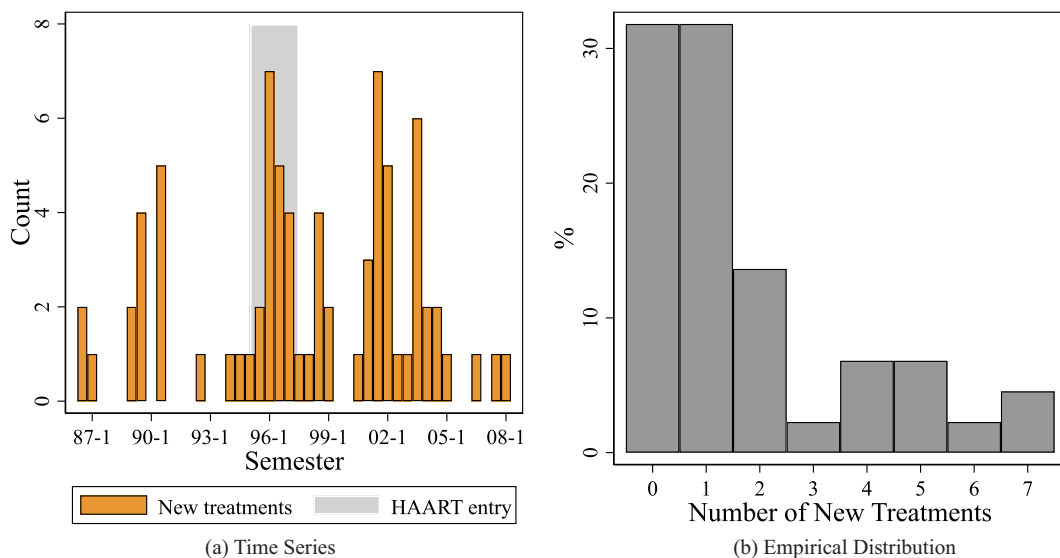 8
6
4
2
0
Count
87-1 90-1 93-1 96-1 99-1 02-1 05-1 08-1
Semester
New treatments HAART entry
(a) Time Series
30
20
10
0
%
0 1 2 3 4 5 6 7
Number of New Treatments
(b) Empirical Distribution